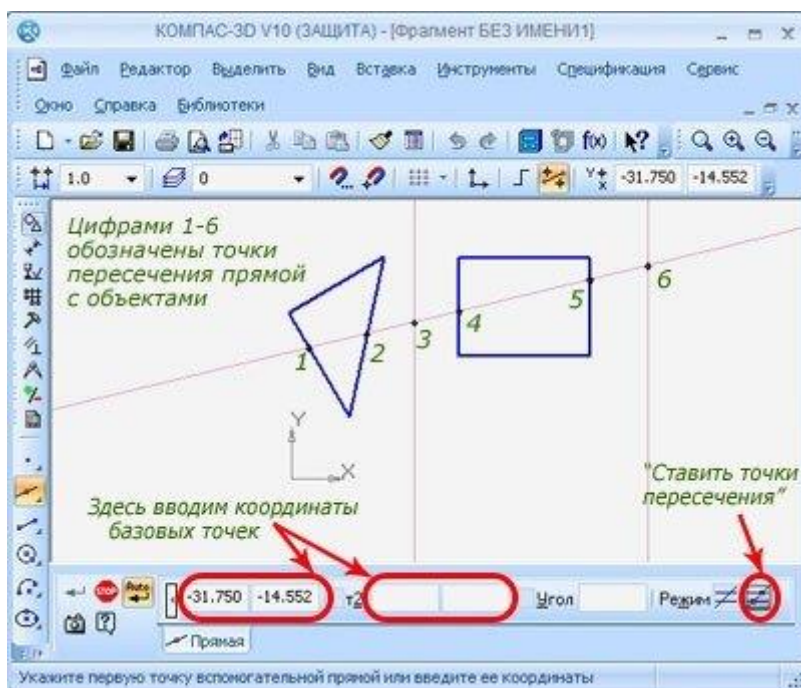 КОМПАС-3D V10 (ЗАЩИТА) - [Фрагмент БЕЗ ИМЕНИ1]
Файл Редактор Выделить Вид Вставка Инструменты Спецификация Сервис
Окно Справка Библиотеки
f(x)
1.0 0 -31.750 -14.552
Цифрами 1-6
обозначены точки
пересечения прямой
с объектами
1 2 3 4 5 6
Y
X
Здесь вводим координаты
базовых точек
"Ставить точки
пересечения"
STOP Auto -31.750 -14.552 т2 Угол Режим
Прямая
Укажите первую точку вспомогательной прямой или введите ее координаты